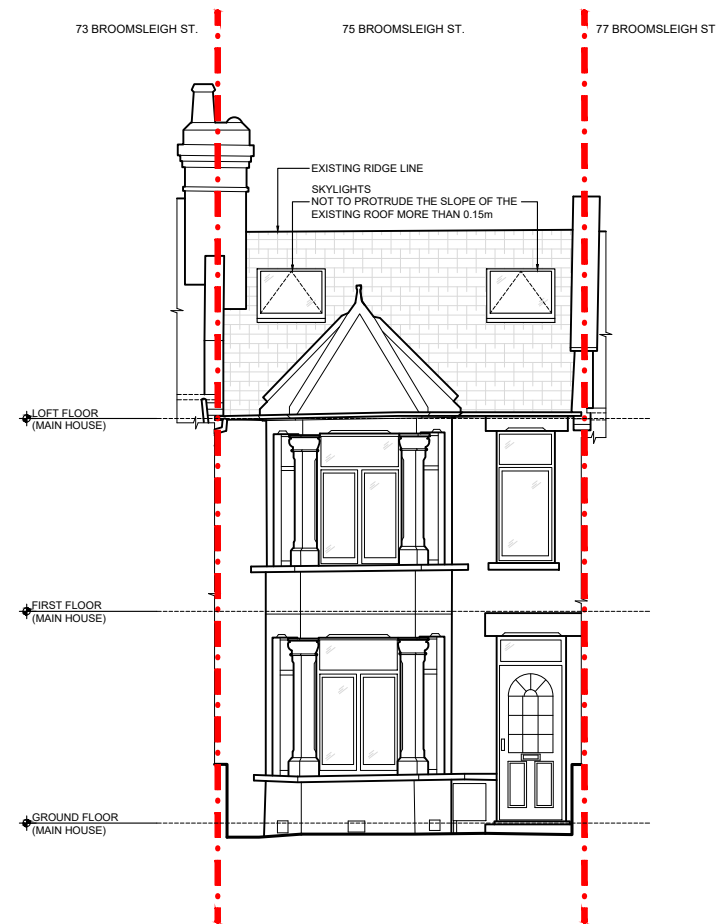 73 BROOMSLEIGH ST.
75 BROOMSLEIGH ST.
77 BROOMSLEIGH ST
EXISTING RIDGE LINE
SKYLIGHTS
NOT TO PROTRUDE THE SLOPE OF THE
EXISTING ROOF MORE THAN 0.15m
LOFT FLOOR
(MAIN HOUSE)
FIRST FLOOR
(MAIN HOUSE)
GROUND FLOOR
(MAIN HOUSE)